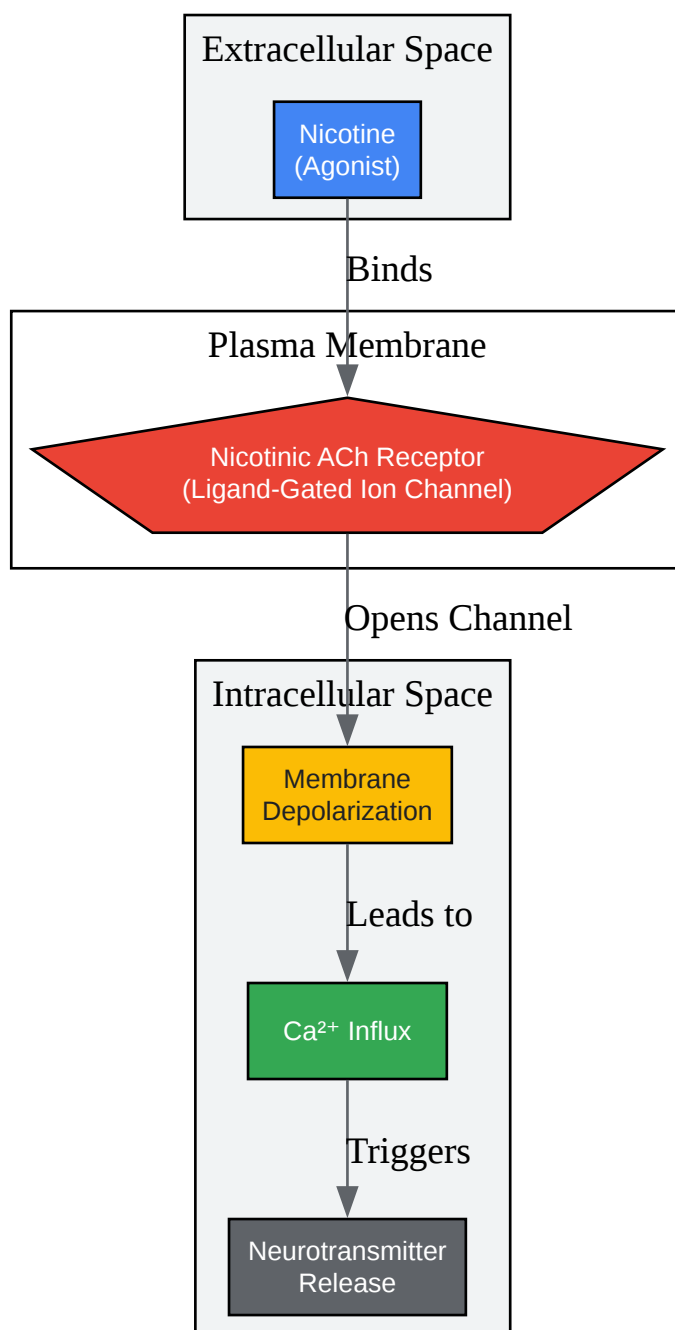 Extracellular Space
Nicotine
(Agonist)
Binds
Plasma Membrane
Nicotinic ACh Receptor
(Ligand-Gated Ion Channel)
Opens Channel
Intracellular Space
Membrane
Depolarization
Leads to
Ca²⁺ Influx
Triggers
Neurotransmitter
Release